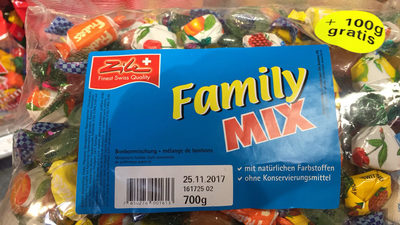 + 100g
gratis
Finest Swiss Quality
Family
MIX
Bonbonmischung • mélange de bonbons
✓ mit natürlichen Farbstoffen
✓ ohne Konservierungsmittel
25.11.2017
161725 02
700g